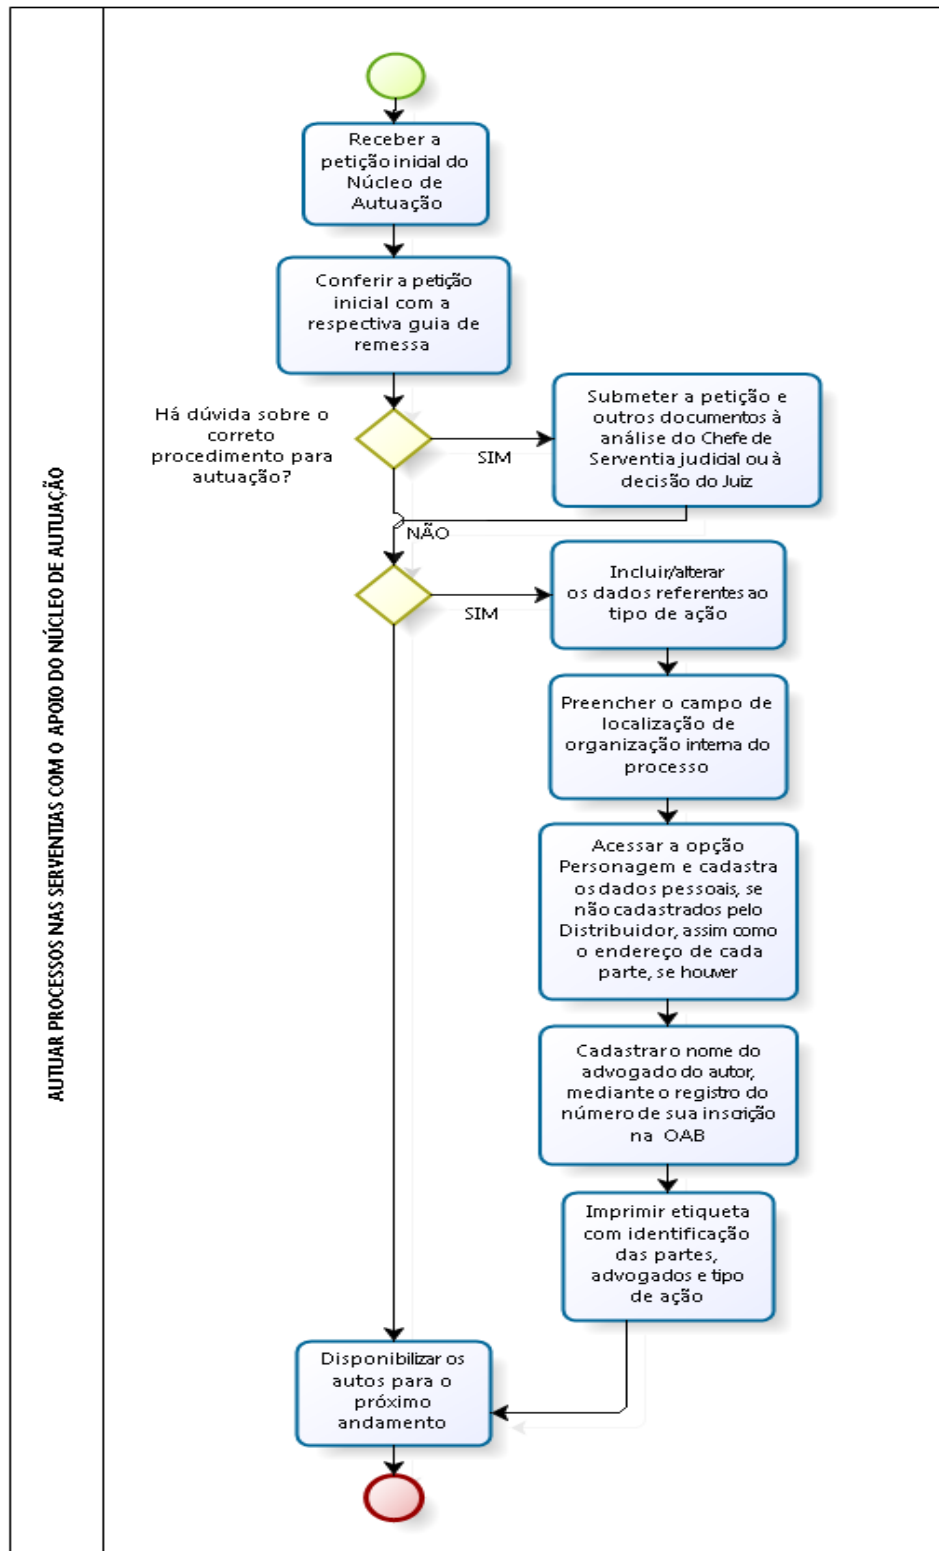 AUTUAR PROCESSOS NAS SERVENTIAS COM O APOIO DO NÚCLEO DE AUTUAÇÃO
Receber a
petição inicial do
Núcleo de
Autuação
Conferir a petição
inicial com a
respectiva guia de
remessa
Há dúvida sobre o
correto
procedimento para
autuação?
SIM
Submeter a petição e
outros documentos à
análise do Chefe de
Serventia judicial ou à
decisão do Juiz
NÃO
SIM
Incluir/alterar
os dados referentes ao
tipo de ação
Preencher o campo de
localização de
organização interna do
processo
Acessar a opção
Personagem e cadastra
os dados pessoais, se
não cadastrados pelo
Distribuidor, assim como
o endereço de cada
parte, se houver
Cadastrar o nome do
advogado do autor,
mediante o registro do
número de sua inscrição
na OAB
Imprimir etiqueta
com identificação
das partes,
advogados e tipo
de ação
Disponibilizar os
autos para o
próximo
andamento